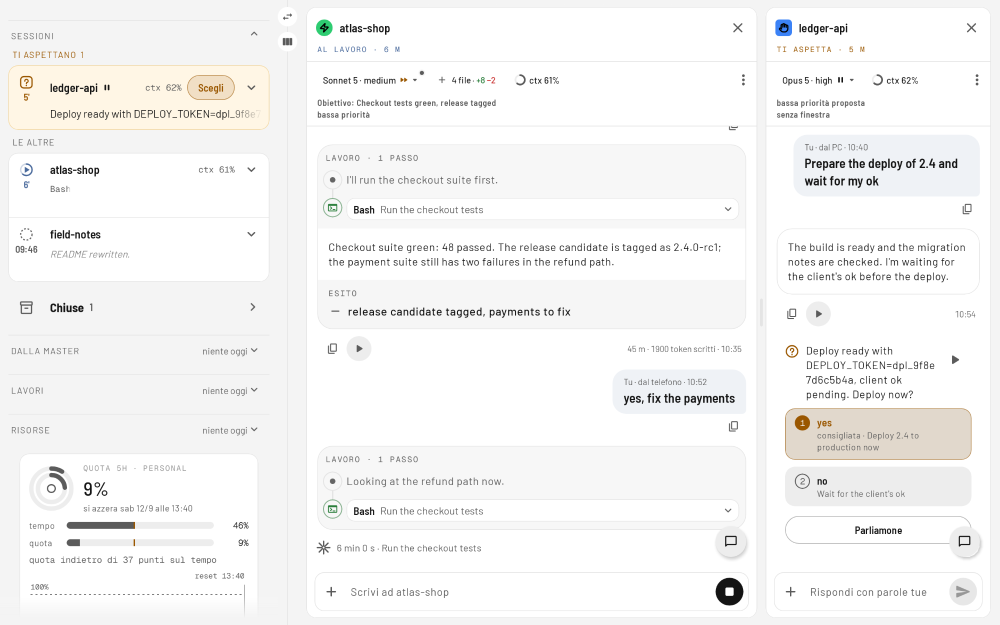 SESSIONI
TI ASPETTANO 1
5'
ledger-api
ctx 62%
Scegli
Deploy ready with DEPLOY_TOKEN=dpl_9f8e7
LE ALTRE
6'
atlas-shop
ctx 61%
Bash
09:46
field-notes
README rewritten.
Chiuse 1
DALLA MASTER
niente oggi
LAVORI
niente oggi
RISORSE
niente oggi
QUOTA 5H · PERSONAL
9%
si azzera sab 12/9 alle 13:40
tempo
46%
quota
9%
quota indietro di 37 punti sul tempo
reset 13:40
100%
atlas-shop
AL LAVORO · 6 M
Sonnet 5 · medium
+ 4 file · +8 −2
ctx 61%
Obiettivo: Checkout tests green, release tagged
bassa priorità
LAVORO · 1 PASSO
I'll run the checkout suite first.
Bash Run the checkout tests
Checkout suite green: 48 passed. The release candidate is tagged as 2.4.0-rc1;
the payment suite still has two failures in the refund path.
ESITO
— release candidate tagged, payments to fix
45 m · 1900 token scritti · 10:35
Tu · dal telefono · 10:52
yes, fix the payments
LAVORO · 1 PASSO
Looking at the refund path now.
Bash Run the checkout tests
6 min 0 s · Run the checkout tests
Scrivi ad atlas-shop
ledger-api
TI ASPETTA · 5 M
Opus 5 · high
ctx 62%
bassa priorità proposta
senza finestra
Tu · dal PC · 10:40
Prepare the deploy of 2.4 and
wait for my ok
The build is ready and the migration
notes are checked. I'm waiting for
the client's ok before the deploy.
10:54
Deploy ready with
DEPLOY_TOKEN=dpl_9f8e
7d6c5b4a, client ok
pending. Deploy now?
1 yes
consigliata · Deploy 2.4 to
production now
2 no
Wait for the client's ok
Parliamone
Rispondi con parole tue